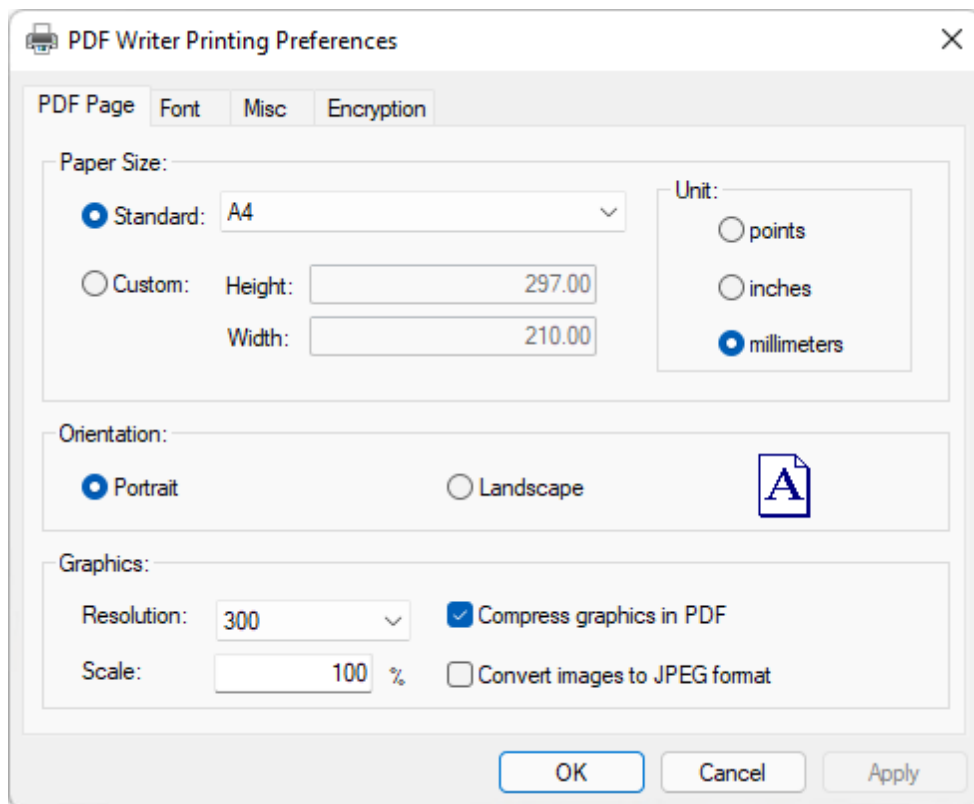 PDF Writer Printing Preferences
PDF Page Font Misc Encryption
Paper Size:
Standard: A4
Custom: Height: 297.00
Width: 210.00
Unit:
points
inches
millimeters
Orientation:
Portrait Landscape
A
Graphics:
Resolution: 300 Compress graphics in PDF
Scale: 100 % Convert images to JPEG format
OK Cancel Apply